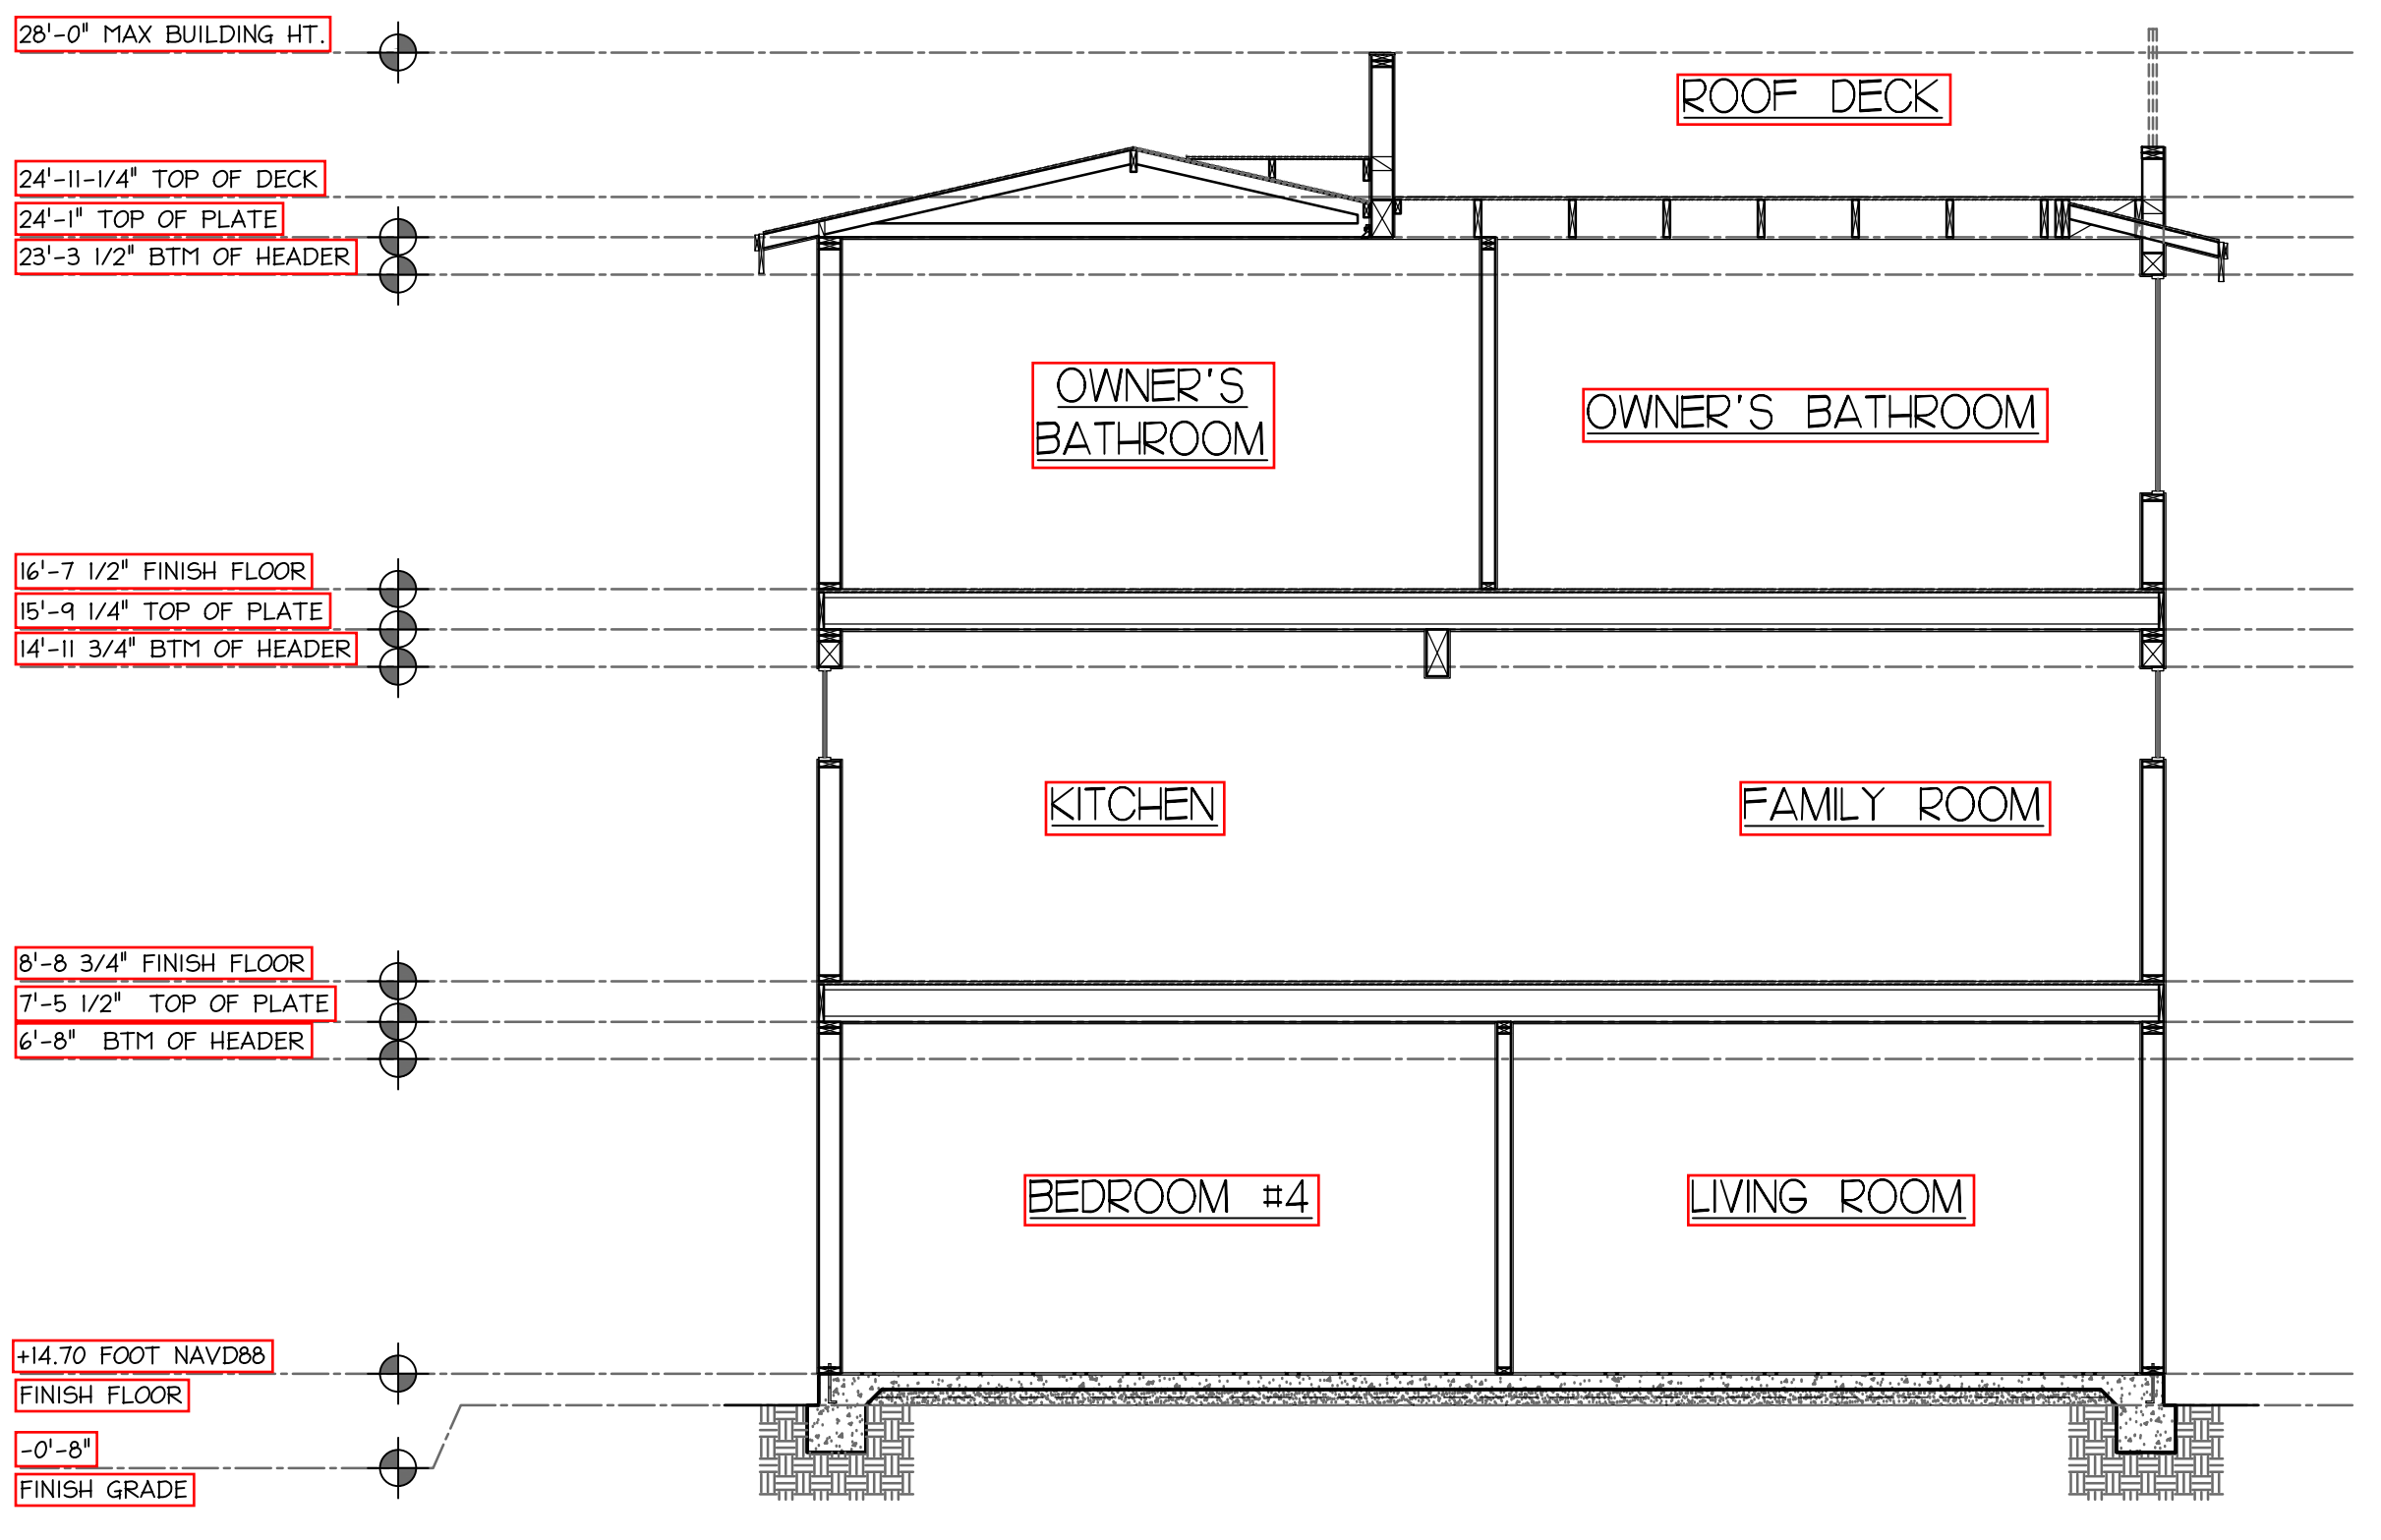 28'-0" MAX BUILDING HT.
ROOF DECK
24'-11-1/4" TOP OF DECK
24'-1" TOP OF PLATE
23'-3 1/2" BTM OF HEADER
OWNER'S
BATHROOM
OWNER'S BATHROOM
16'-7 1/2" FINISH FLOOR
15'-9 1/4" TOP OF PLATE
14'-11 3/4" BTM OF HEADER
KITCHEN
FAMILY ROOM
8'-8 3/4" FINISH FLOOR
7'-5 1/2" TOP OF PLATE
6'-8" BTM OF HEADER
BEDROOM #4
LIVING ROOM
+14.70 FOOT NAVD88
FINISH FLOOR
-0'-8"
FINISH GRADE